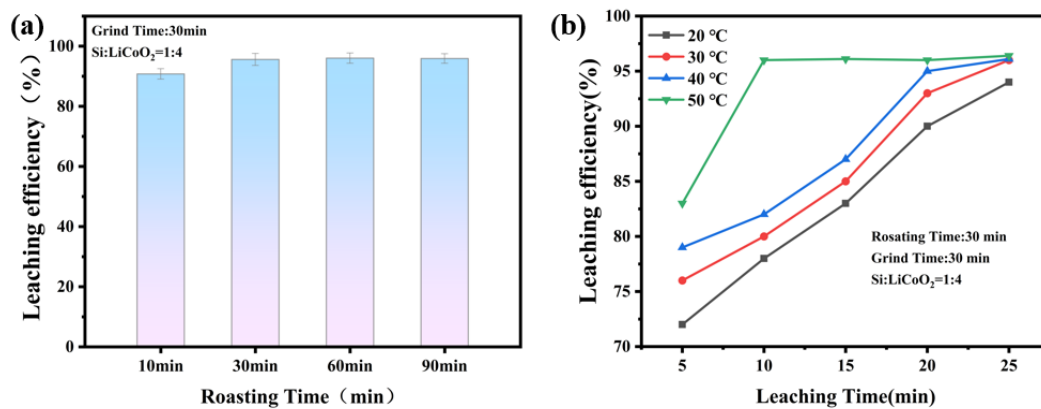 (a)
Grind Time:30min
Si:LiCoO₂=1:4
Leaching efficiency（%）
100
80
60
40
20
0
10min 30min 60min 90min
Roasting Time（min）
(b)
20 ℃
30 ℃
40 ℃
50 ℃
Leaching efficiency(%)
100
95
90
85
80
75
70
Rosating Time:30 min
Grind Time:30 min
Si:LiCoO₂=1:4
5 10 15 20 25
Leaching Time(min)